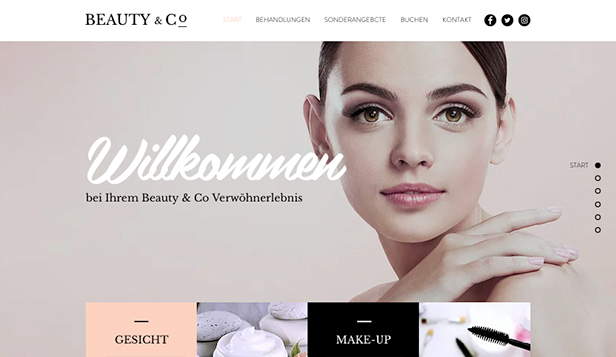 BEAUTY & Co
START BEHANDLUNGEN SONDERANGEBOTE BUCHEN KONTAKT
Willkommen
bei Ihrem Beauty & Co Verwöhnerlebnis
START
GESICHT
MAKE-UP